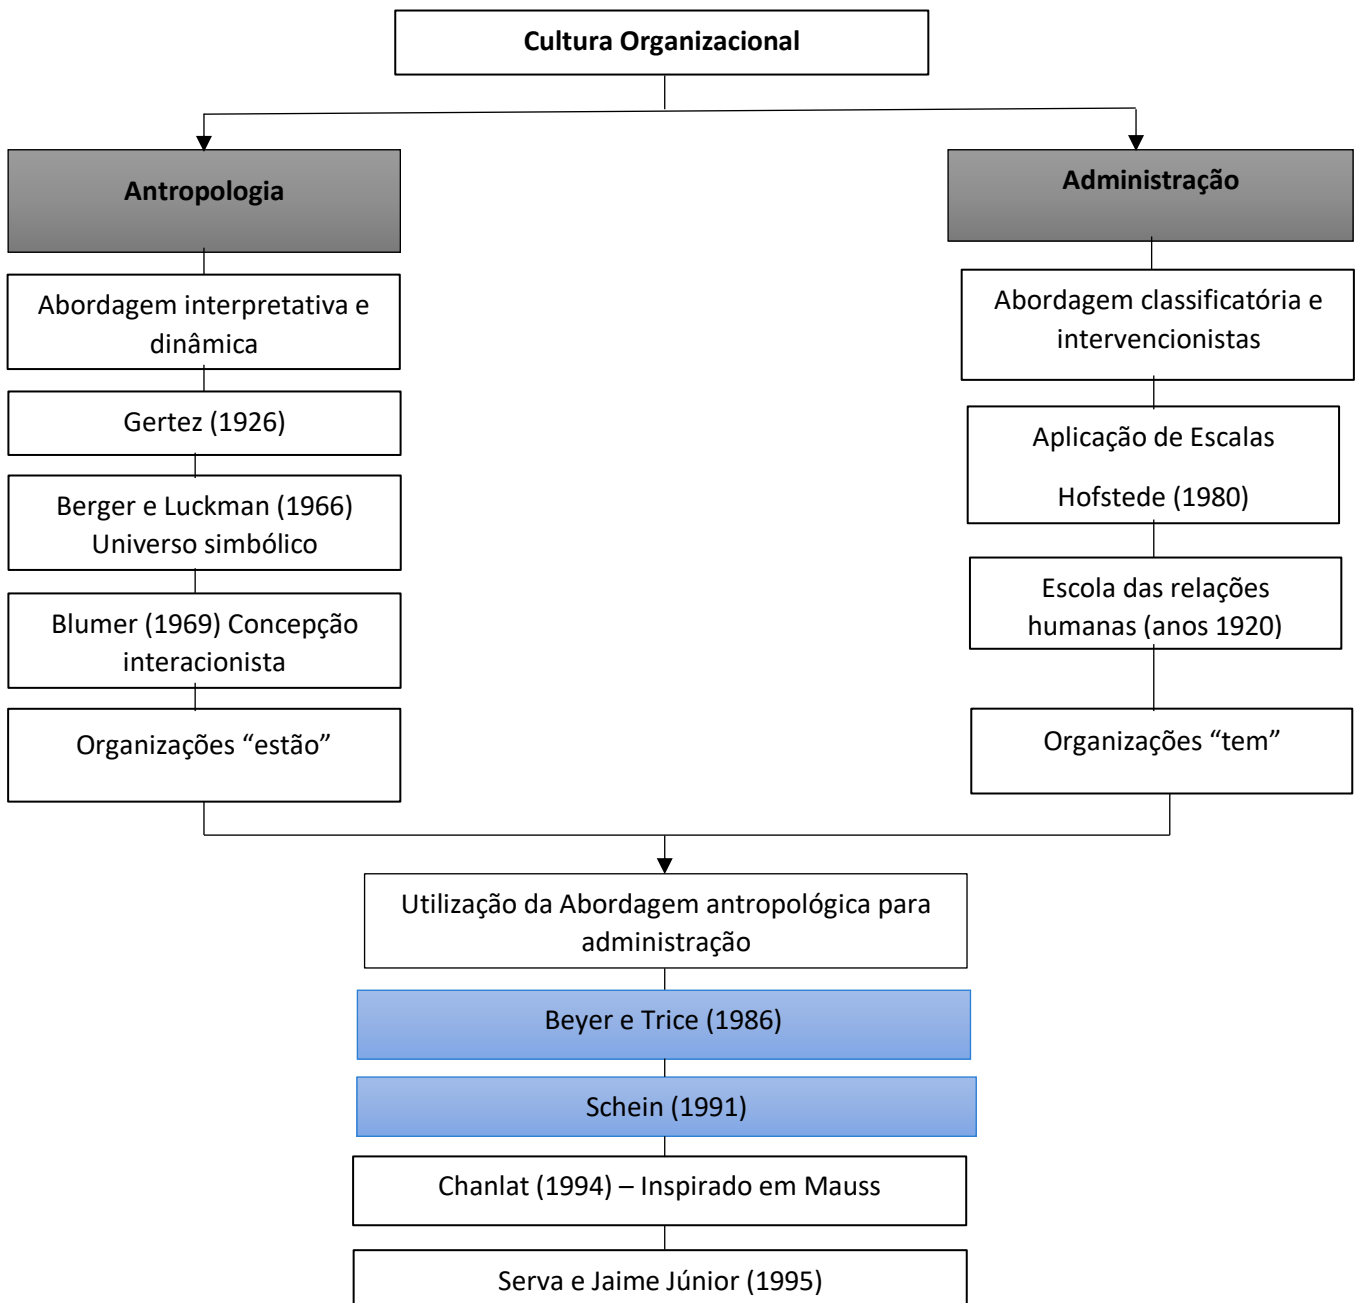 Cultura Organizacional
Antropologia
Abordagem interpretativa e
dinâmica
Gertez (1926)
Berger e Luckman (1966)
Universo simbólico
Blumer (1969) Concepção
interacionista
Organizações “estão”
Administração
Abordagem classificatória e
intervencionistas
Aplicação de Escalas
Hofstede (1980)
Escola das relações
humanas (anos 1920)
Organizações “tem”
Utilização da Abordagem antropológica para
administração
Beyer e Trice (1986)
Schein (1991)
Chanlat (1994) – Inspirado em Mauss
Serva e Jaime Júnior (1995)